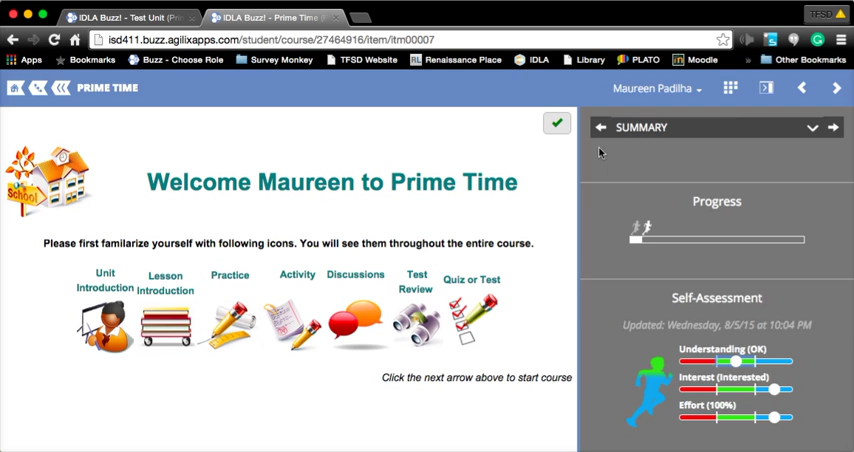 IDLA Buzz! - Test Unit (Pri
IDLA Buzz! - Prime Time (
TFSD
isd411.buzz.agilixapps.com/student/course/27464916/item/itm00007
Apps Bookmarks Buzz - Choose Role Survey Monkey TFSD Website RL Renaissance Place IDLA Library PLATO Moodle » Other Bookmarks
PRIME TIME
Maureen Padilha
SUMMARY
School
Welcome Maureen to Prime Time
Progress
Please first familarize yourself with following icons. You will see them throughout the entire course.
Unit Introduction
Lesson Introduction
Practice
Activity
Discussions
Test Review
Quiz or Test
Click the next arrow above to start course
Self-Assessment
Updated: Wednesday, 8/5/15 at 10:04 PM
Understanding (OK)
Interest (Interested)
Effort (100%)